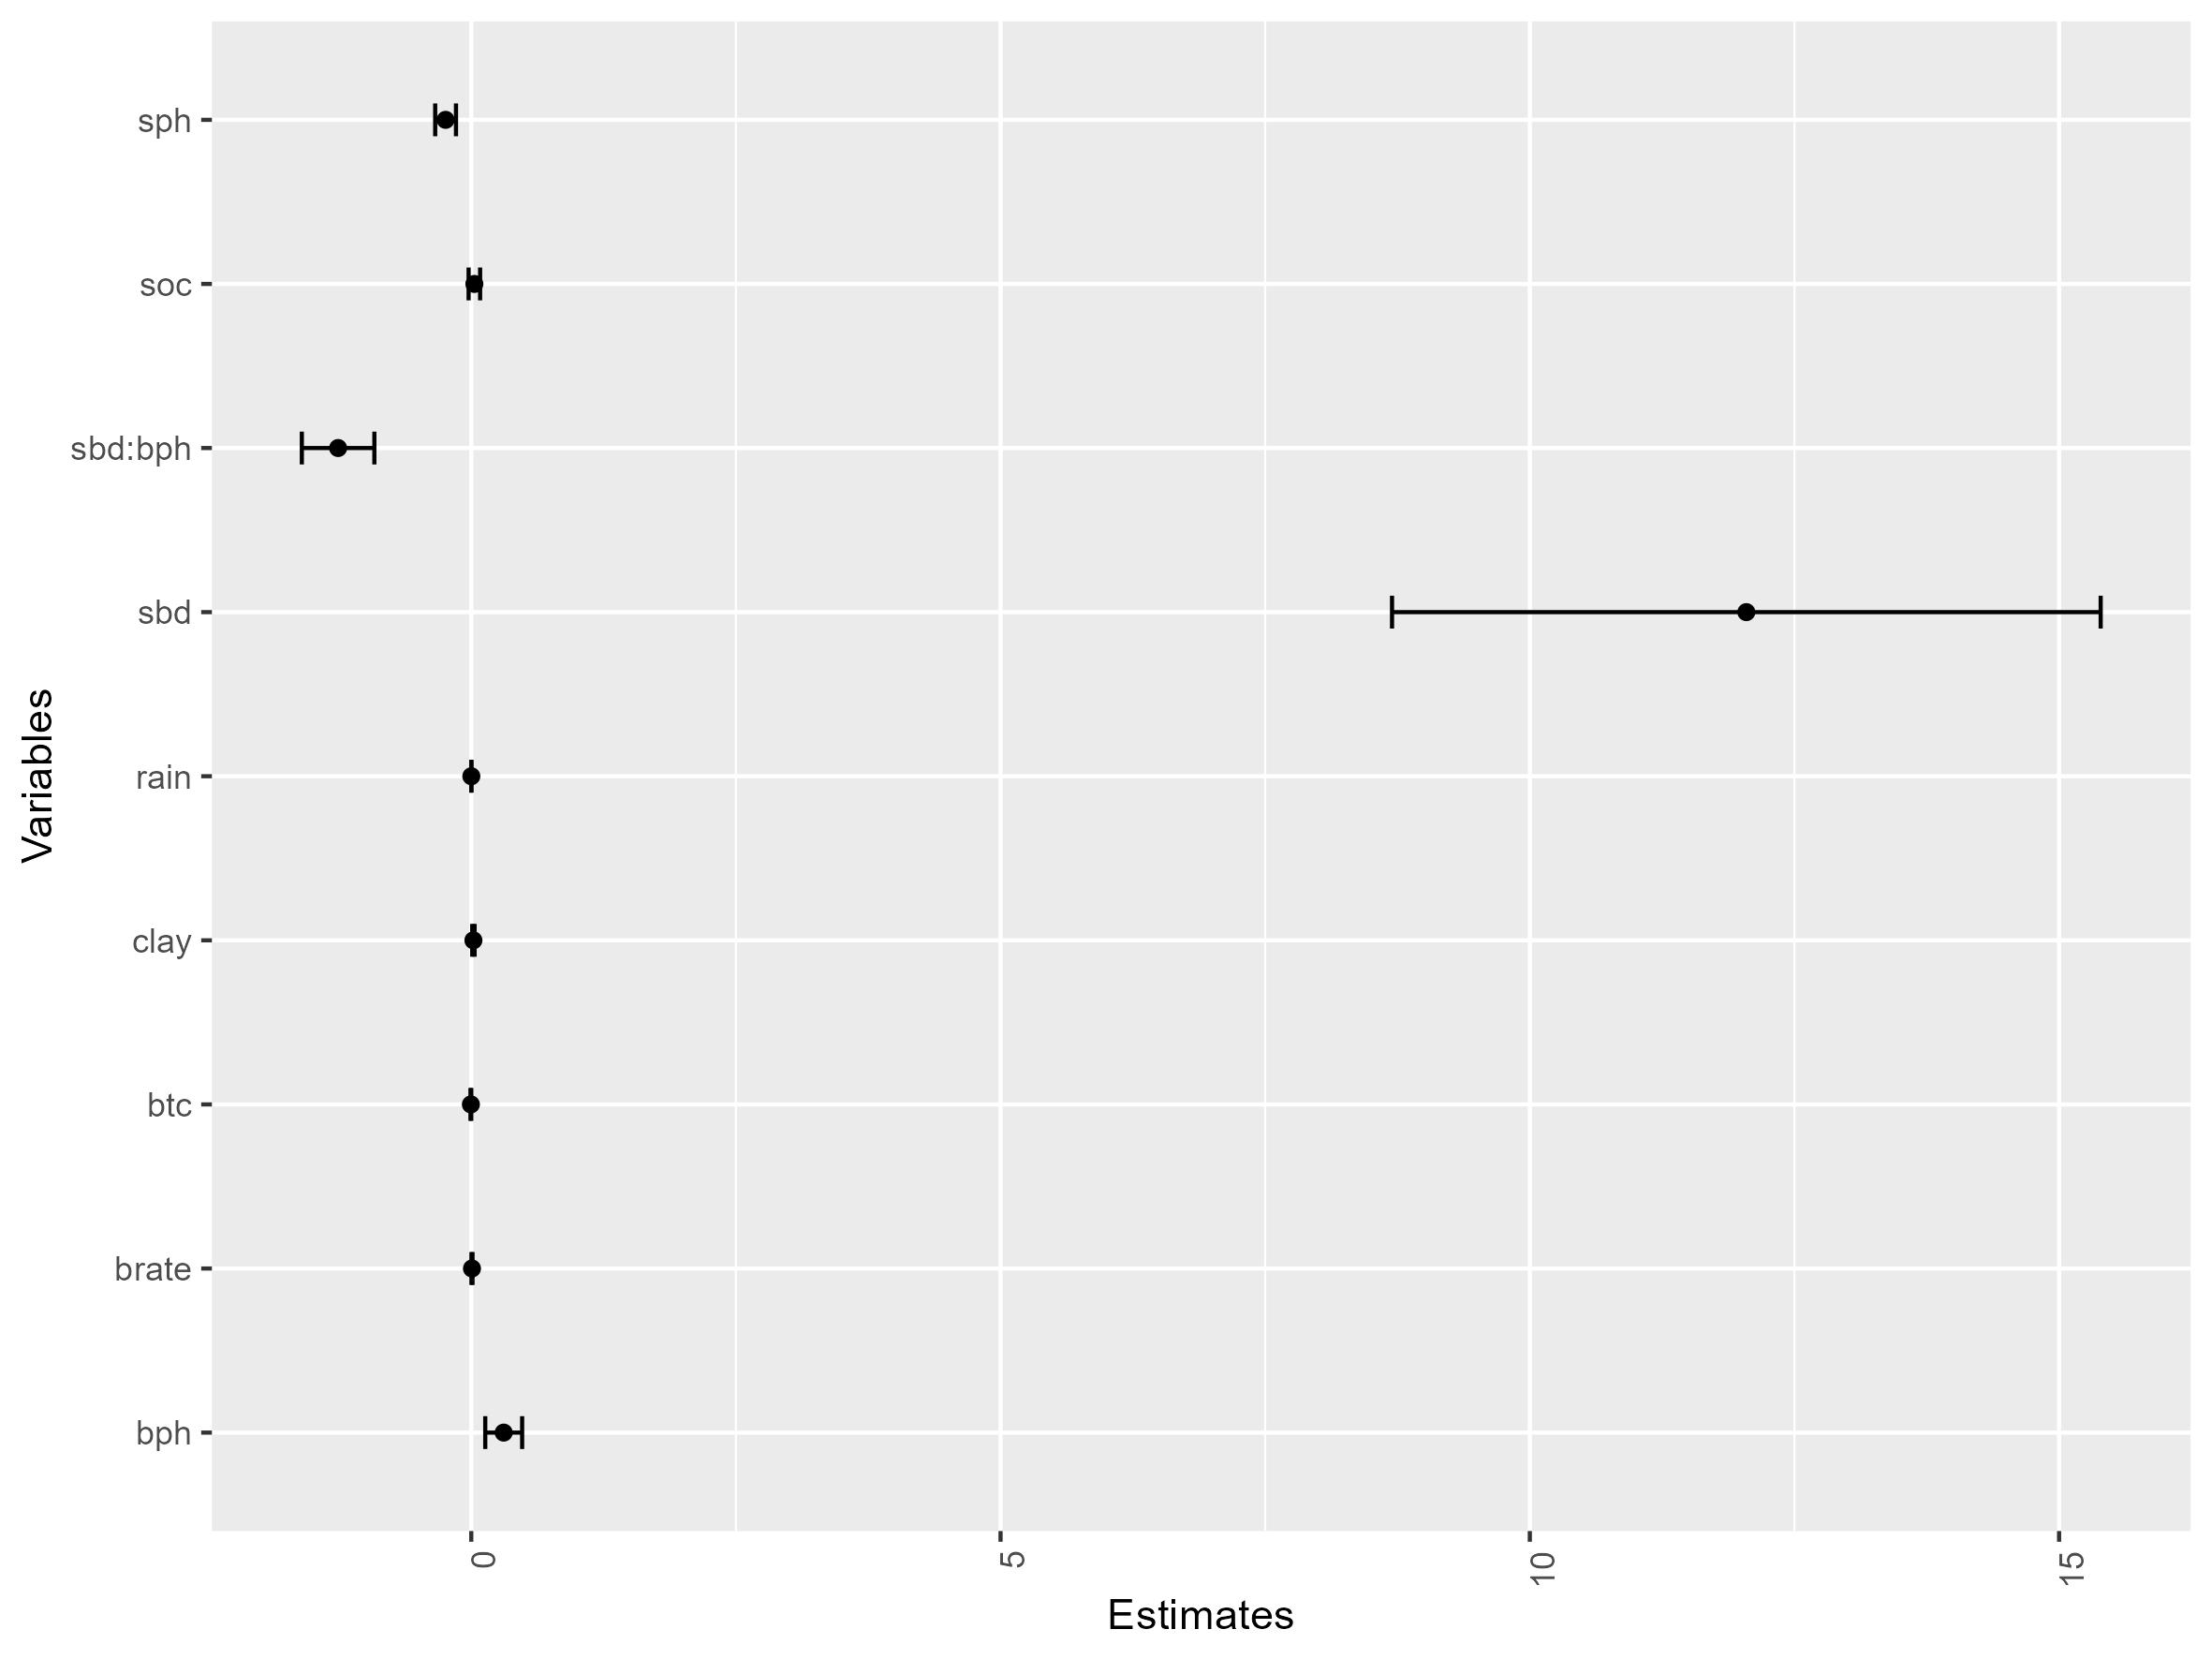 Variables
sph
soc
sbd:bph
sbd
rain
clay
btc
brate
bph
0
5
10
15
Estimates